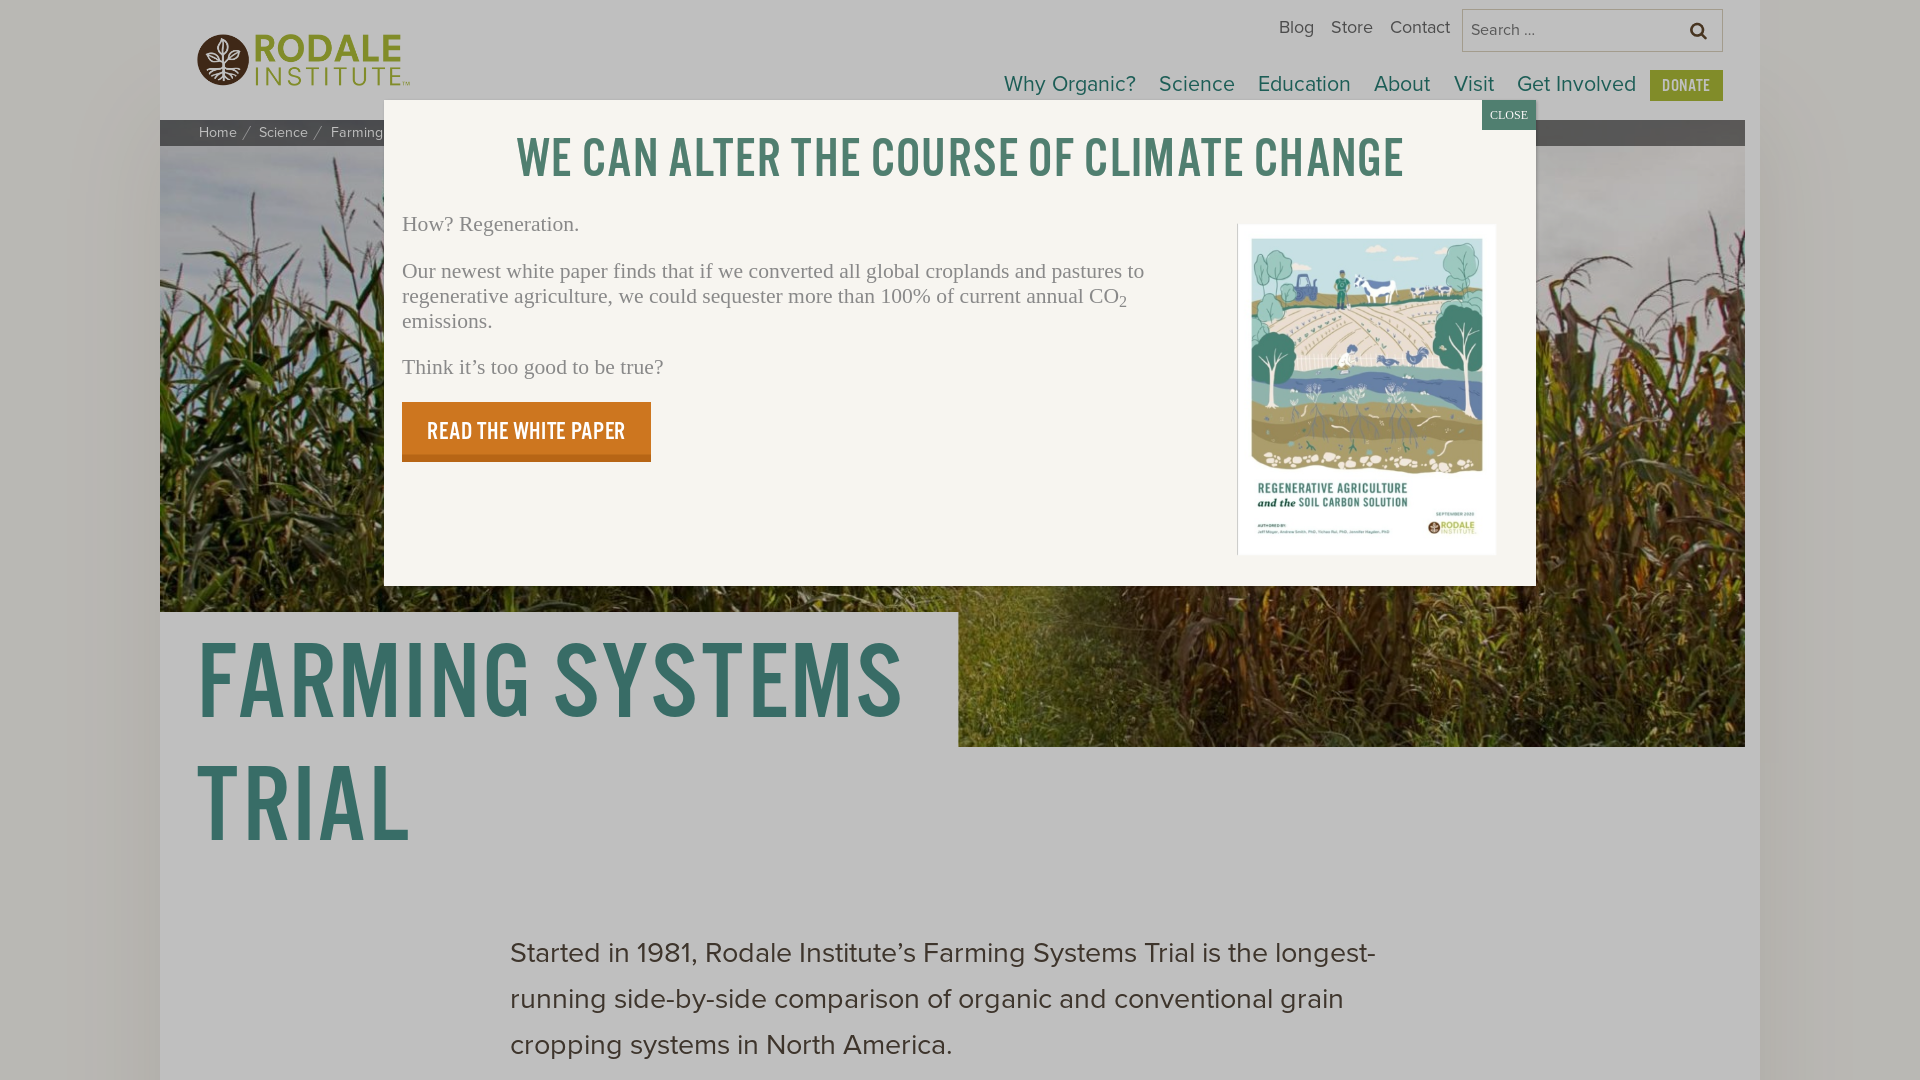 Blog Store Contact Search ...
RODALE
INSTITUTE™
Why Organic? Science Education About Visit Get Involved DONATE
CLOSE
Home / Science / Farming
WE CAN ALTER THE COURSE OF CLIMATE CHANGE
How? Regeneration.
Our newest white paper finds that if we converted all global croplands and pastures to
regenerative agriculture, we could sequester more than 100% of current annual CO₂
emissions.
Think it’s too good to be true?
READ THE WHITE PAPER
REGENERATIVE AGRICULTURE
and the SOIL CARBON SOLUTION
SEPTEMBER 2020
AUTHORED BY:
RODALE
INSTITUTE
FARMING SYSTEMS
TRIAL
Started in 1981, Rodale Institute’s Farming Systems Trial is the longest-
running side-by-side comparison of organic and conventional grain
cropping systems in North America.